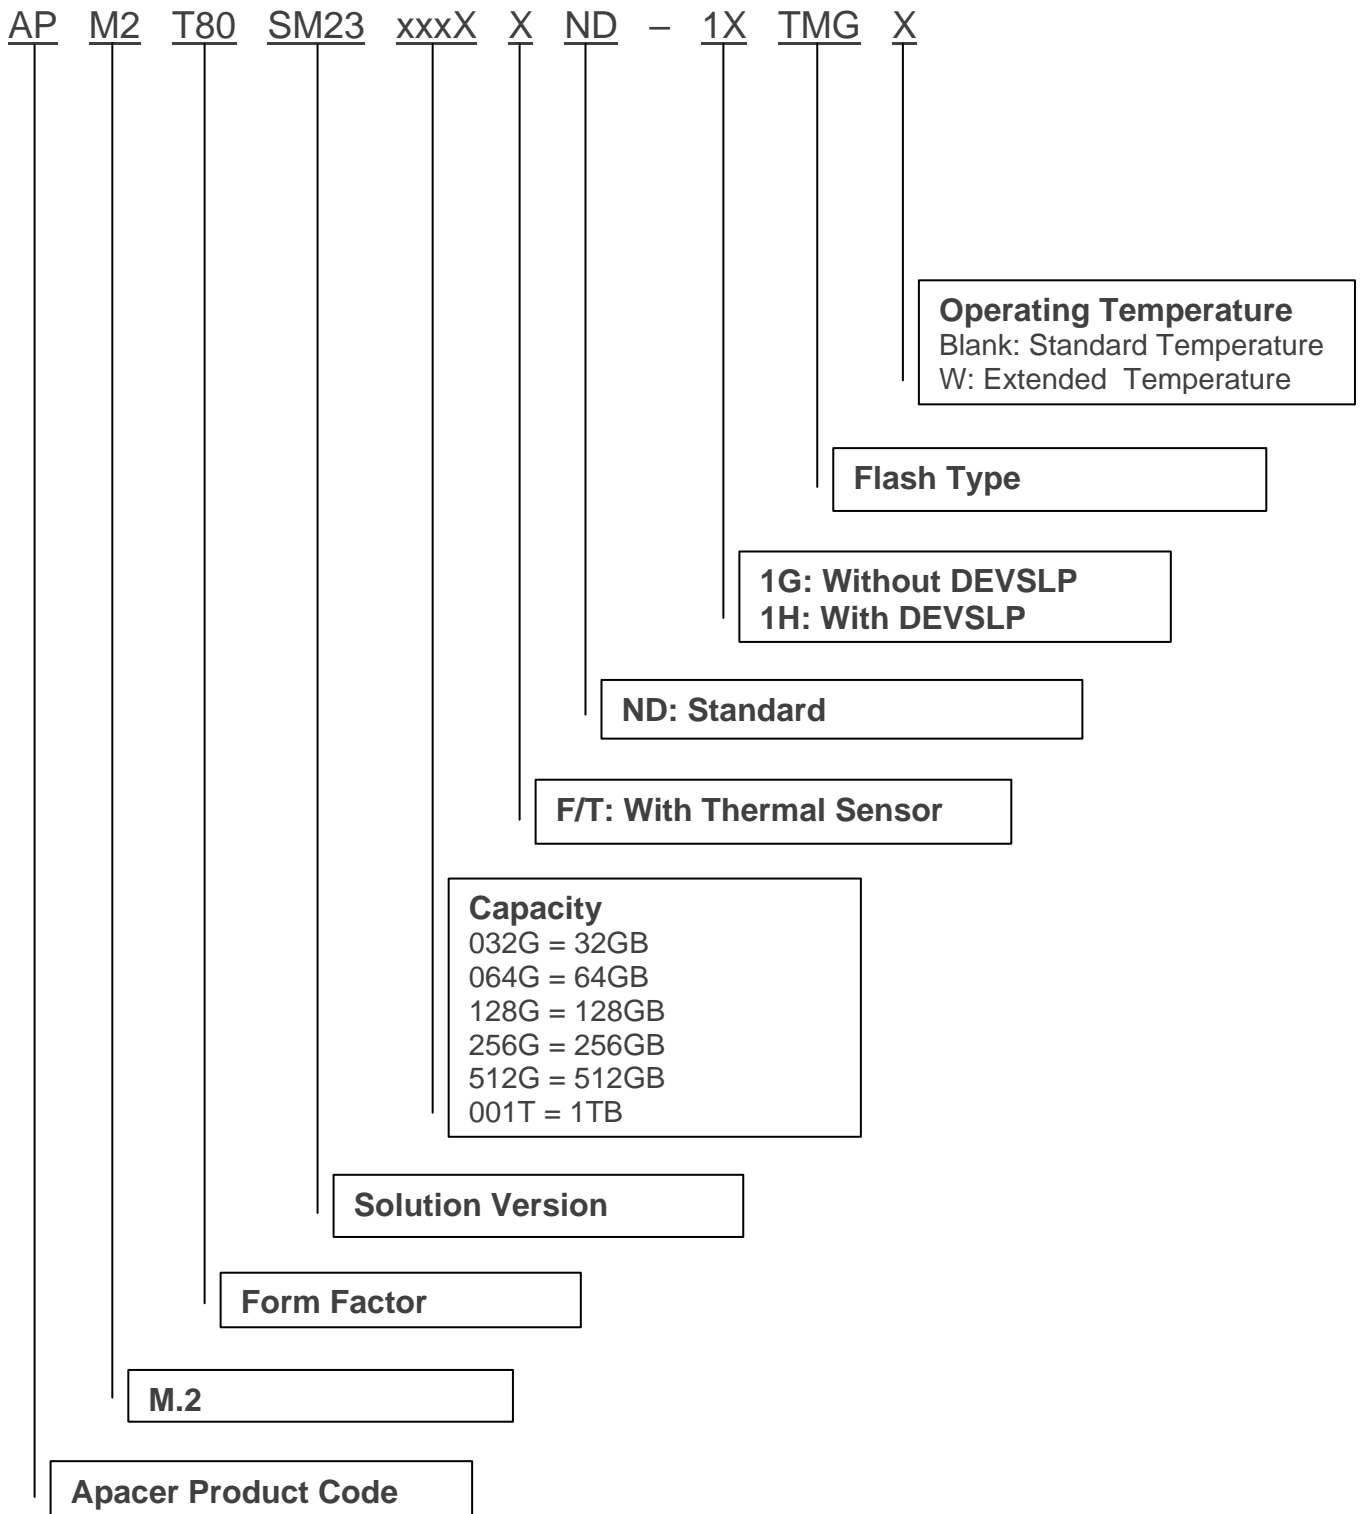 AP M2 T80 SM23 xxxX X ND – 1X TMG X
Operating Temperature
Blank: Standard Temperature
W: Extended Temperature
Flash Type
1G: Without DEVSLP
1H: With DEVSLP
ND: Standard
F/T: With Thermal Sensor
Capacity
032G = 32GB
064G = 64GB
128G = 128GB
256G = 256GB
512G = 512GB
001T = 1TB
Solution Version
Form Factor
M.2
Apacer Product Code